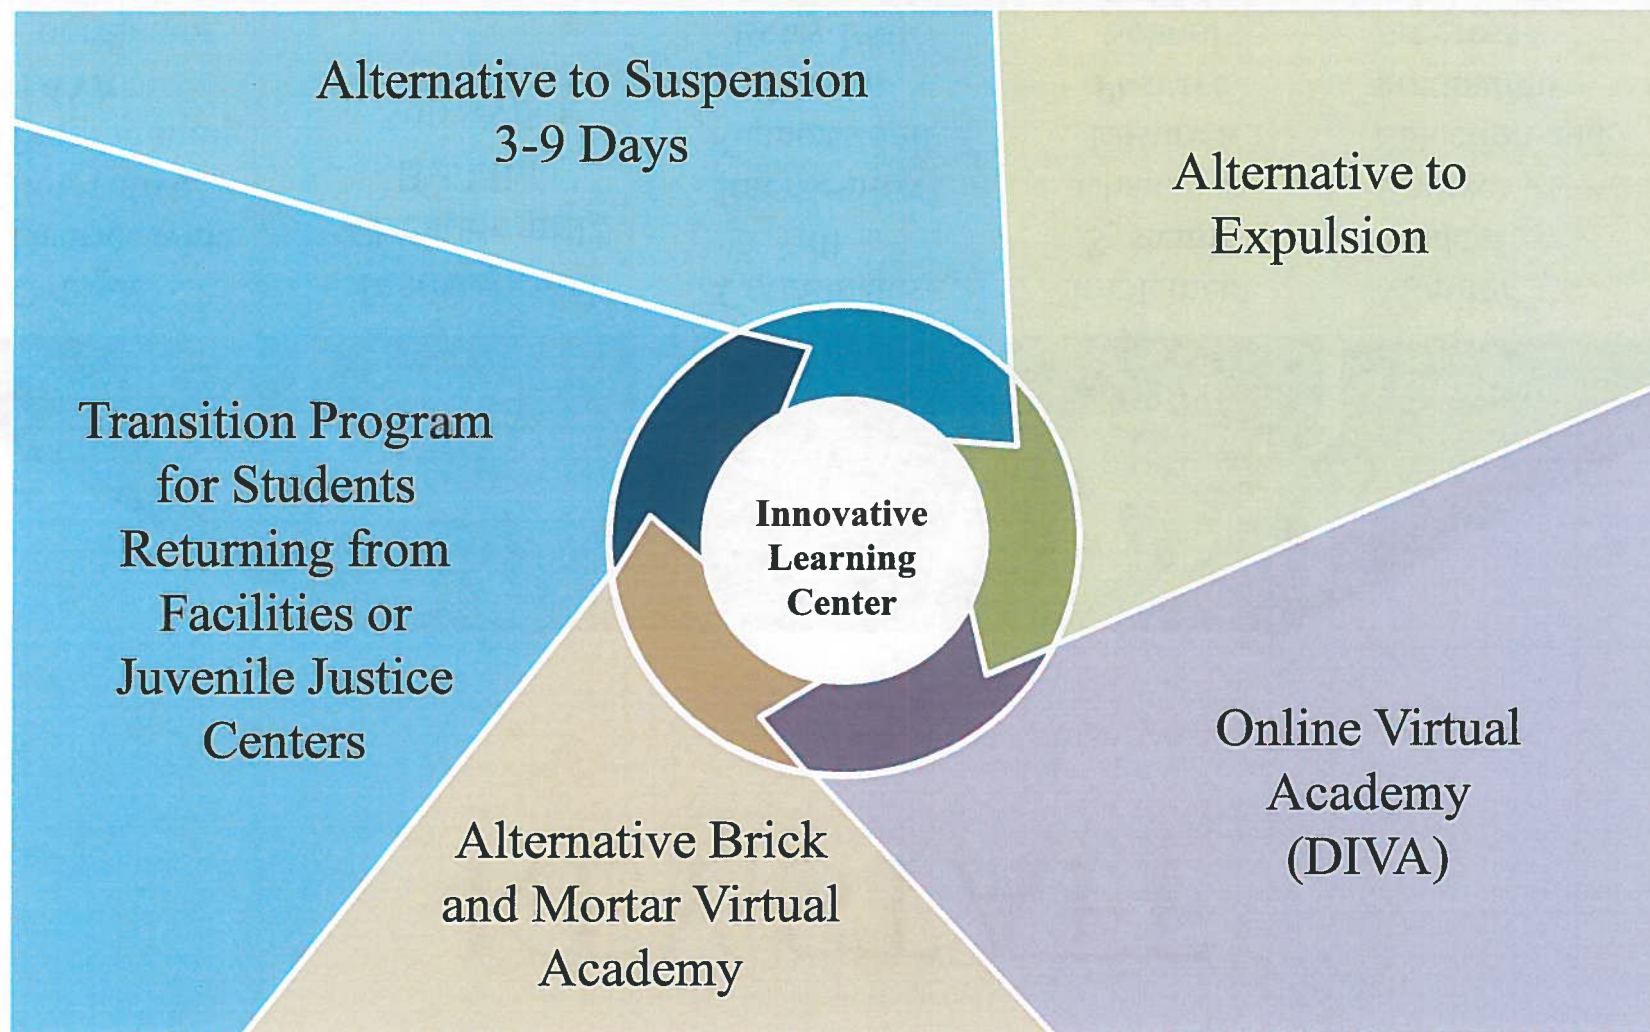 Alternative to Suspension
3-9 Days
Alternative to
Expulsion
Online Virtual
Academy
(DIVA)
Alternative Brick
and Mortar Virtual
Academy
Transition Program
for Students
Returning from
Facilities or
Juvenile Justice
Centers
Innovative
Learning
Center